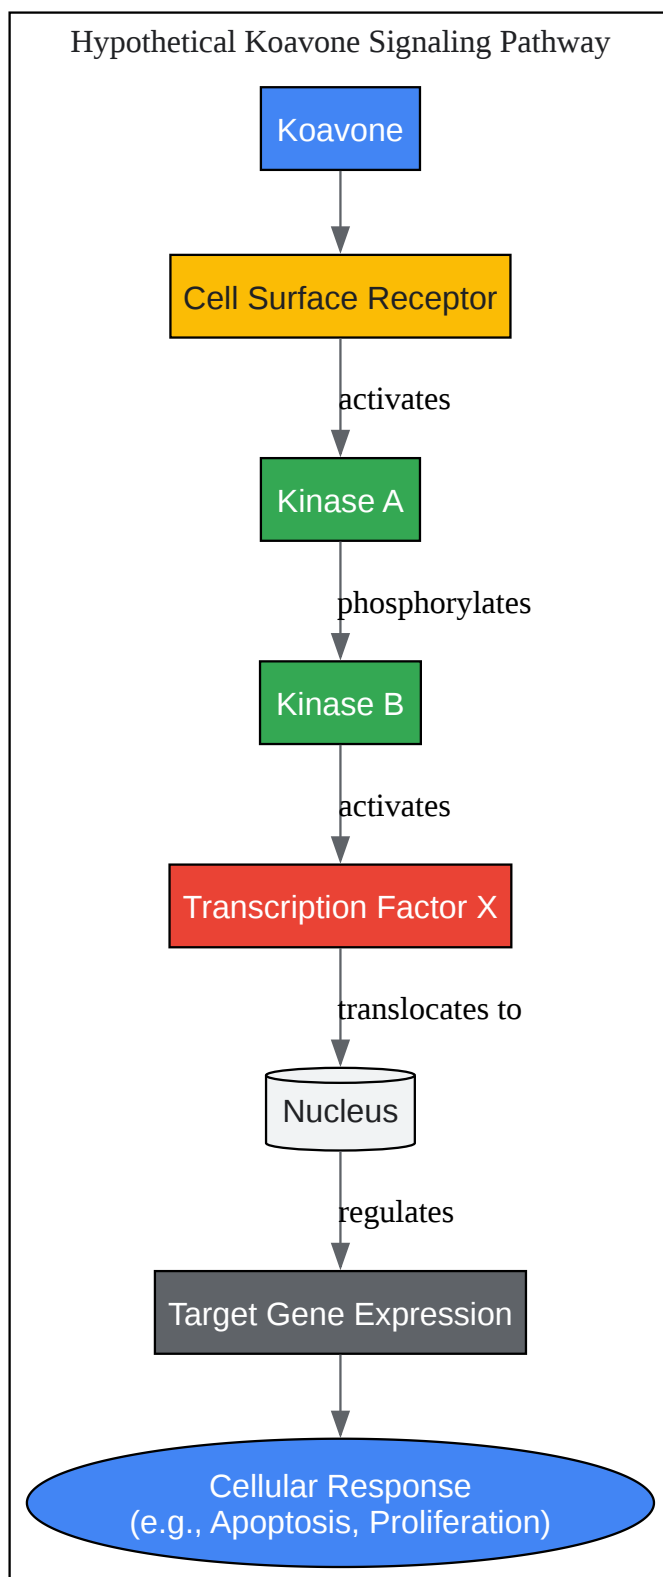 Hypothetical Koavone Signaling Pathway
Koavone
Cell Surface Receptor
activates
Kinase A
phosphorylates
Kinase B
activates
Transcription Factor X
translocates to
Nucleus
regulates
Target Gene Expression
Cellular Response
(e.g., Apoptosis, Proliferation)